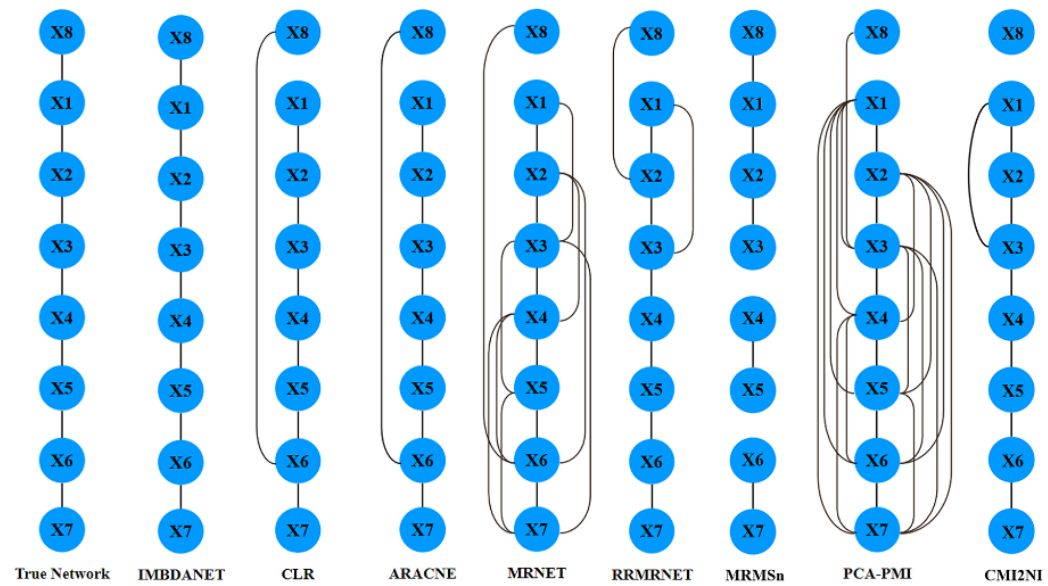 X8 X8 X8 X8 X8 X8 X8 X8 X8
X1 X1 X1 X1 X1 X1 X1 X1 X1
X2 X2 X2 X2 X2 X2 X2 X2 X2
X3 X3 X3 X3 X3 X3 X3 X3 X3
X4 X4 X4 X4 X4 X4 X4 X4 X4
X5 X5 X5 X5 X5 X5 X5 X5 X5
X6 X6 X6 X6 X6 X6 X6 X6 X6
X7 X7 X7 X7 X7 X7 X7 X7 X7
True Network IMBDANET CLR ARACNE MRNET RRMRNET MRMSn PCA-PMI CMI2NI